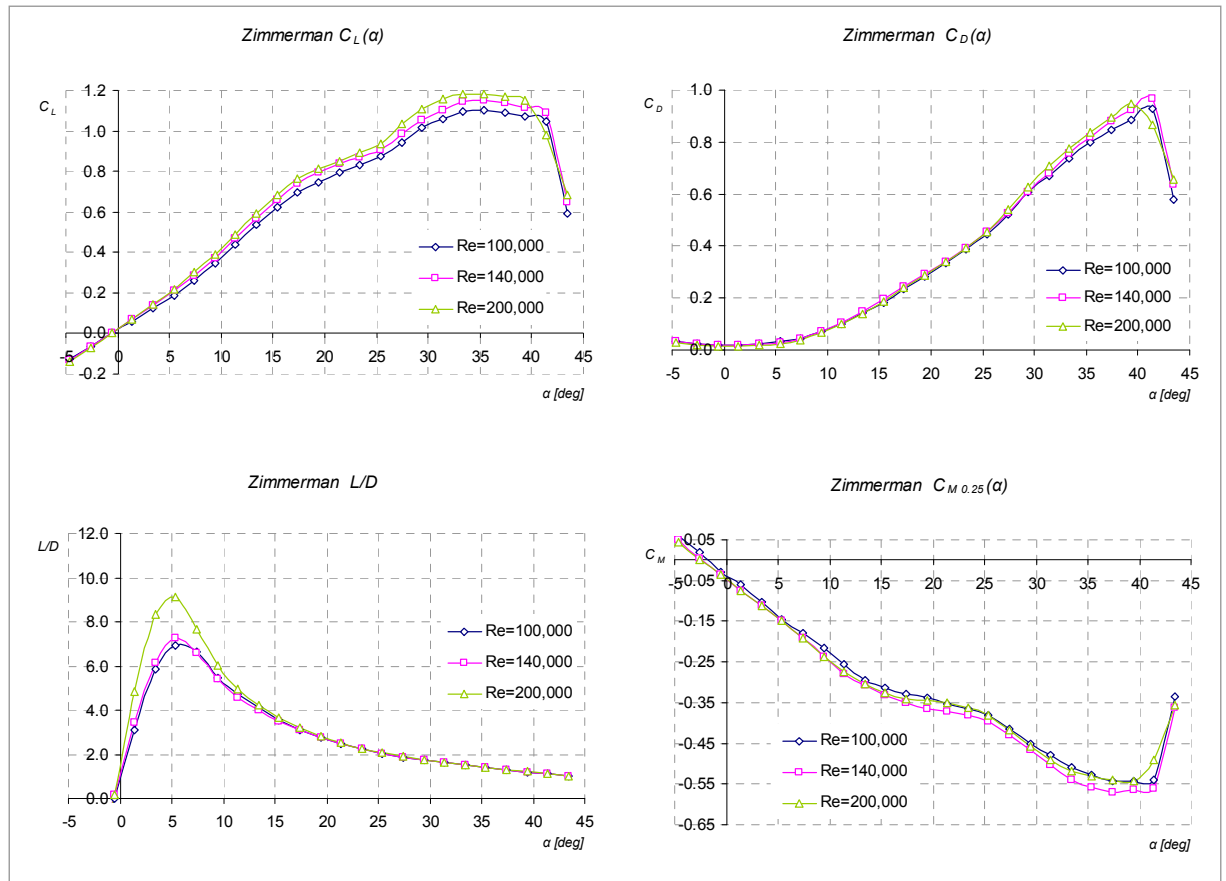 Zimmerman C_L(α)
C_L
1.2
1.0
0.8
0.6
0.4
0.2
0.0
-0.2
-5 0 5 10 15 20 25 30 35 40 45
α [deg]
Re=100,000
Re=140,000
Re=200,000
Zimmerman C_D(α)
C_D
1.0
0.8
0.6
0.4
0.2
0.0
-5 0 5 10 15 20 25 30 35 40 45
α [deg]
Re=100,000
Re=140,000
Re=200,000
Zimmerman L/D
L/D
12.0
10.0
8.0
6.0
4.0
2.0
0.0
-5 0 5 10 15 20 25 30 35 40 45
α [deg]
Re=100,000
Re=140,000
Re=200,000
Zimmerman C_M 0.25(α)
C_M
0.05
-0.05
-0.15
-0.25
-0.35
-0.45
-0.55
-0.65
-5 0 5 10 15 20 25 30 35 40 45
α [deg]
Re=100,000
Re=140,000
Re=200,000